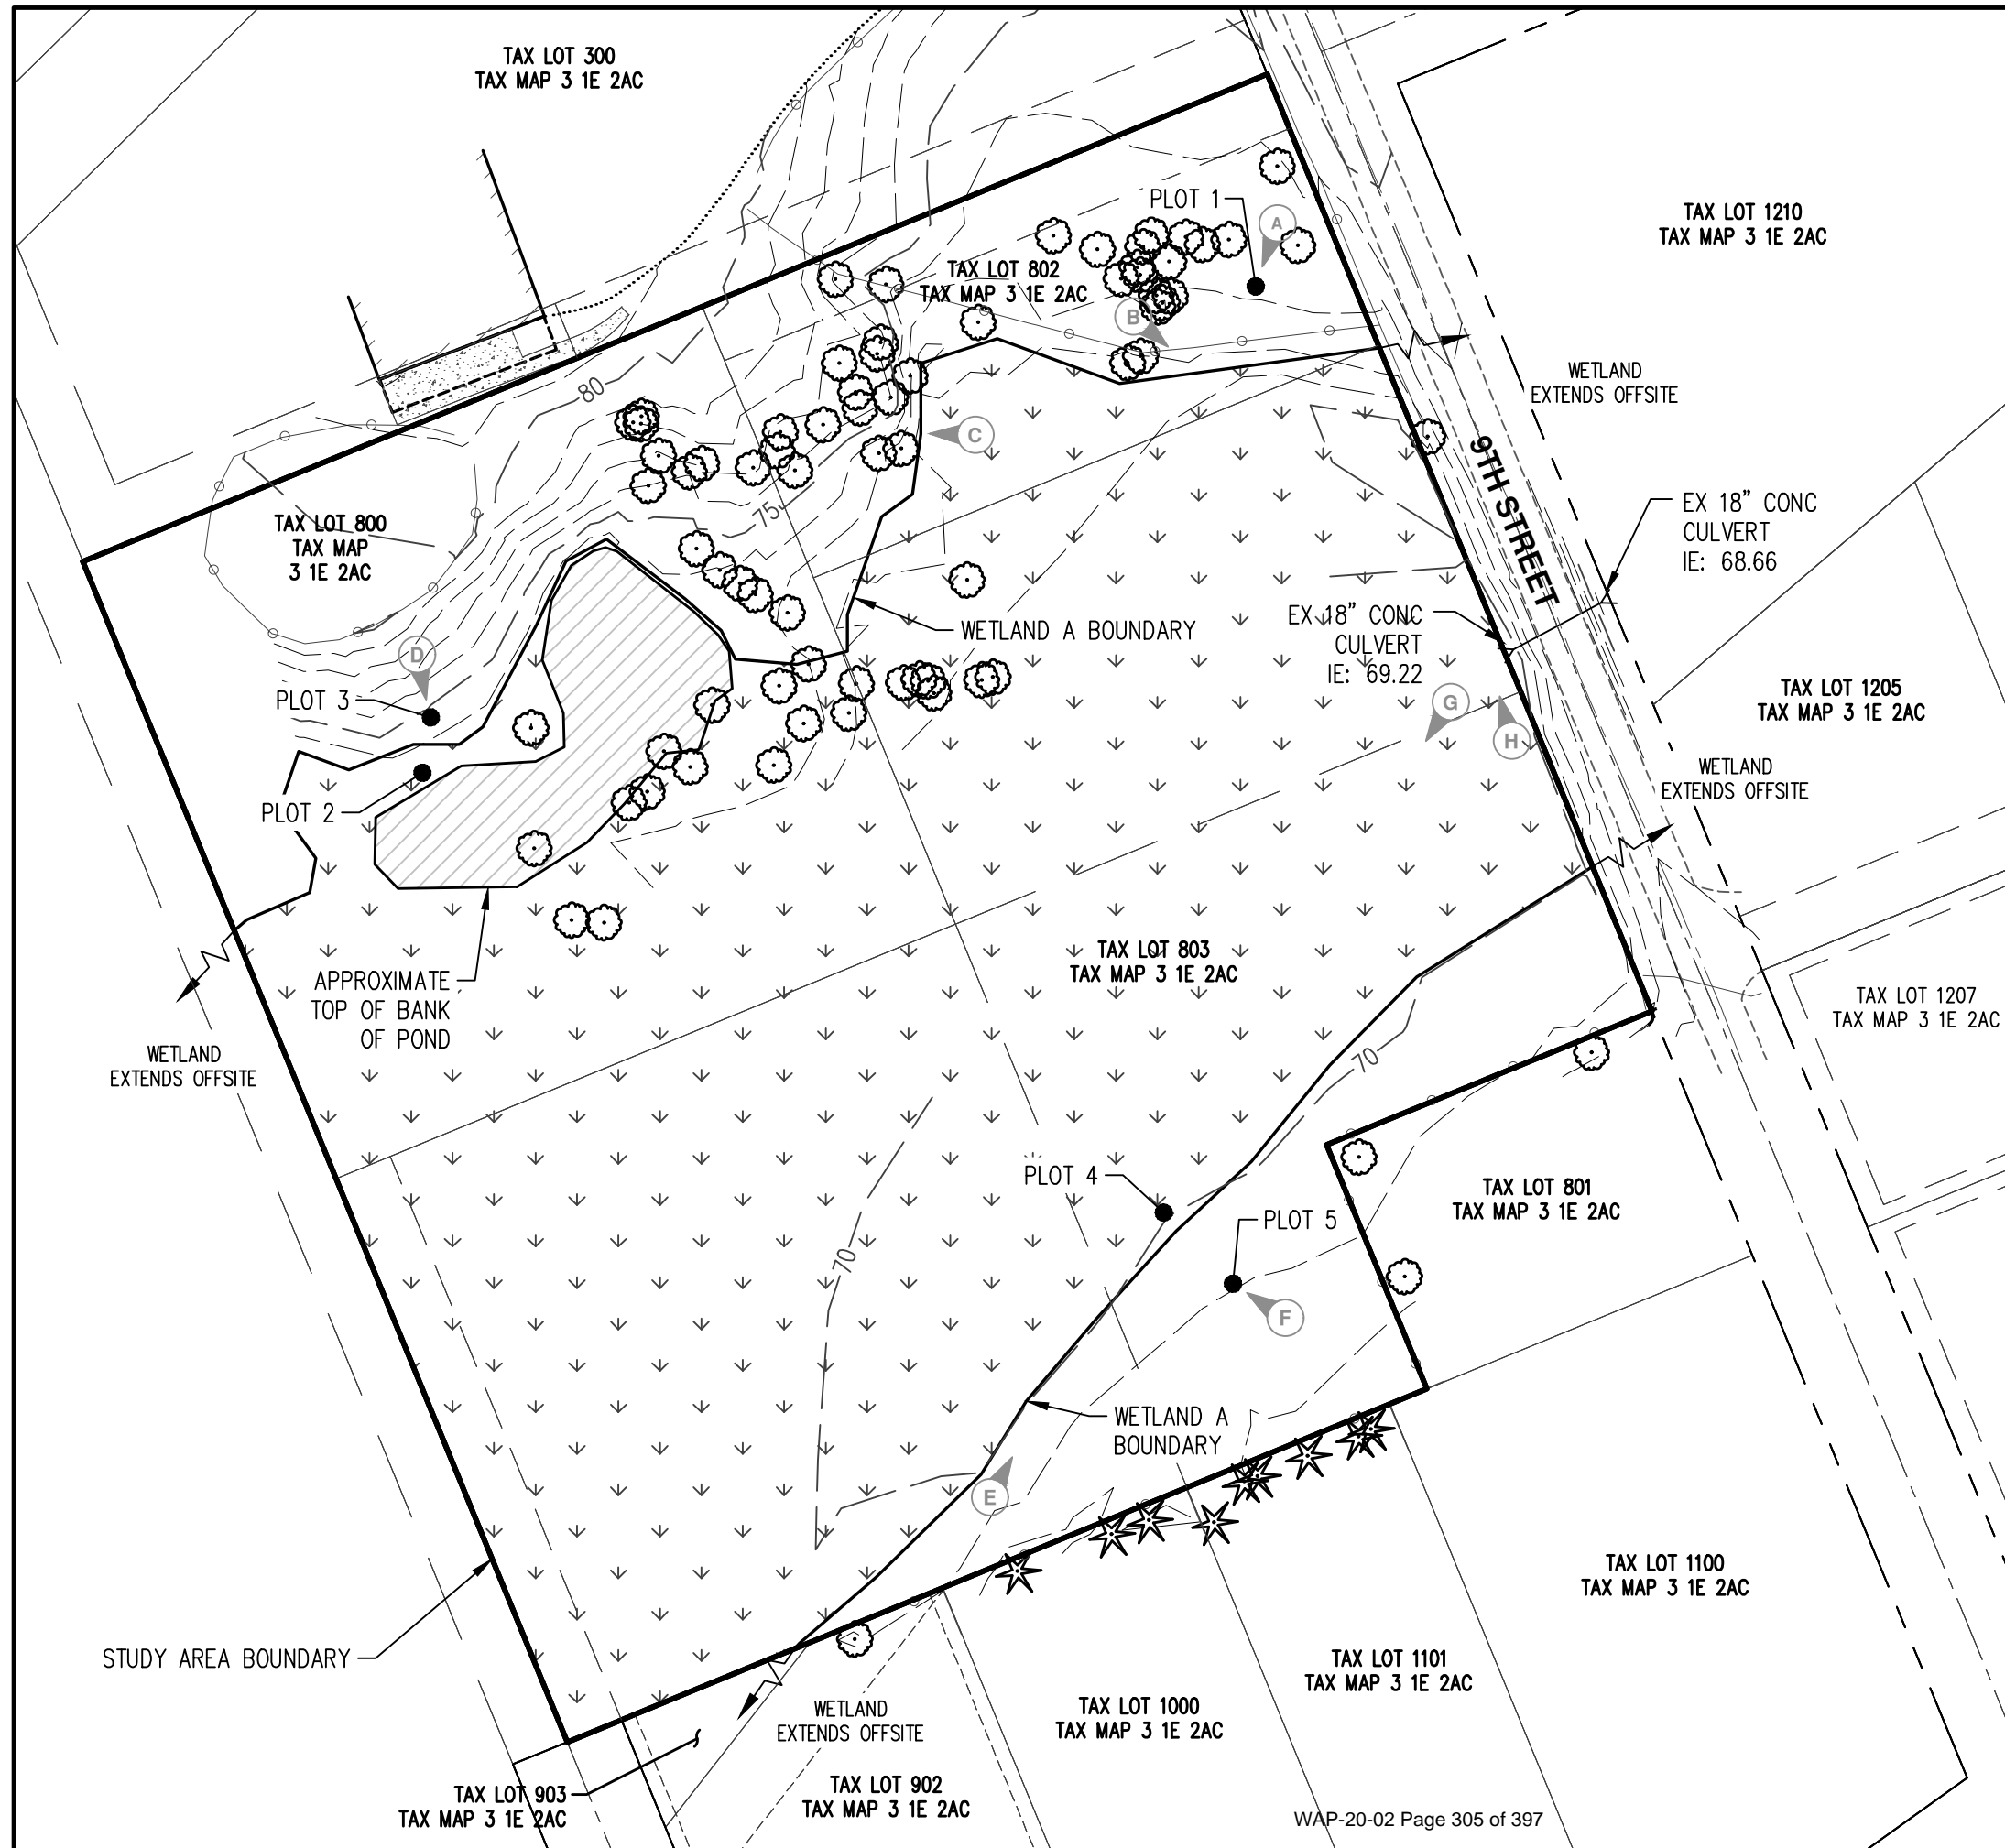 TAX LOT 300
TAX MAP 3 1E 2AC
PLOT 1
A
TAX LOT 1210
TAX MAP 3 1E 2AC
TAX LOT 802
TAX MAP 3 1E 2AC
B
WETLAND
EXTENDS OFFSITE
80
C
9TH STREET
75
EX 18” CONC
CULVERT
IE: 68.66
TAX LOT 800
TAX MAP
3 1E 2AC
EX 18” CONC
CULVERT
IE: 69.22
WETLAND A BOUNDARY
D
PLOT 3
G
H
TAX LOT 1205
TAX MAP 3 1E 2AC
WETLAND
EXTENDS OFFSITE
PLOT 2
TAX LOT 803
TAX MAP 3 1E 2AC
APPROXIMATE
TOP OF BANK
OF POND
TAX LOT 1207
TAX MAP 3 1E 2AC
WETLAND
EXTENDS OFFSITE
70
PLOT 4
TAX LOT 801
TAX MAP 3 1E 2AC
PLOT 5
70
F
WETLAND A
BOUNDARY
E
TAX LOT 1100
TAX MAP 3 1E 2AC
STUDY AREA BOUNDARY
TAX LOT 1101
TAX MAP 3 1E 2AC
WETLAND
EXTENDS OFFSITE
TAX LOT 1000
TAX MAP 3 1E 2AC
TAX LOT 903
TAX MAP 3 1E 2AC
TAX LOT 902
TAX MAP 3 1E 2AC
WAP-20-02 Page 305 of 397